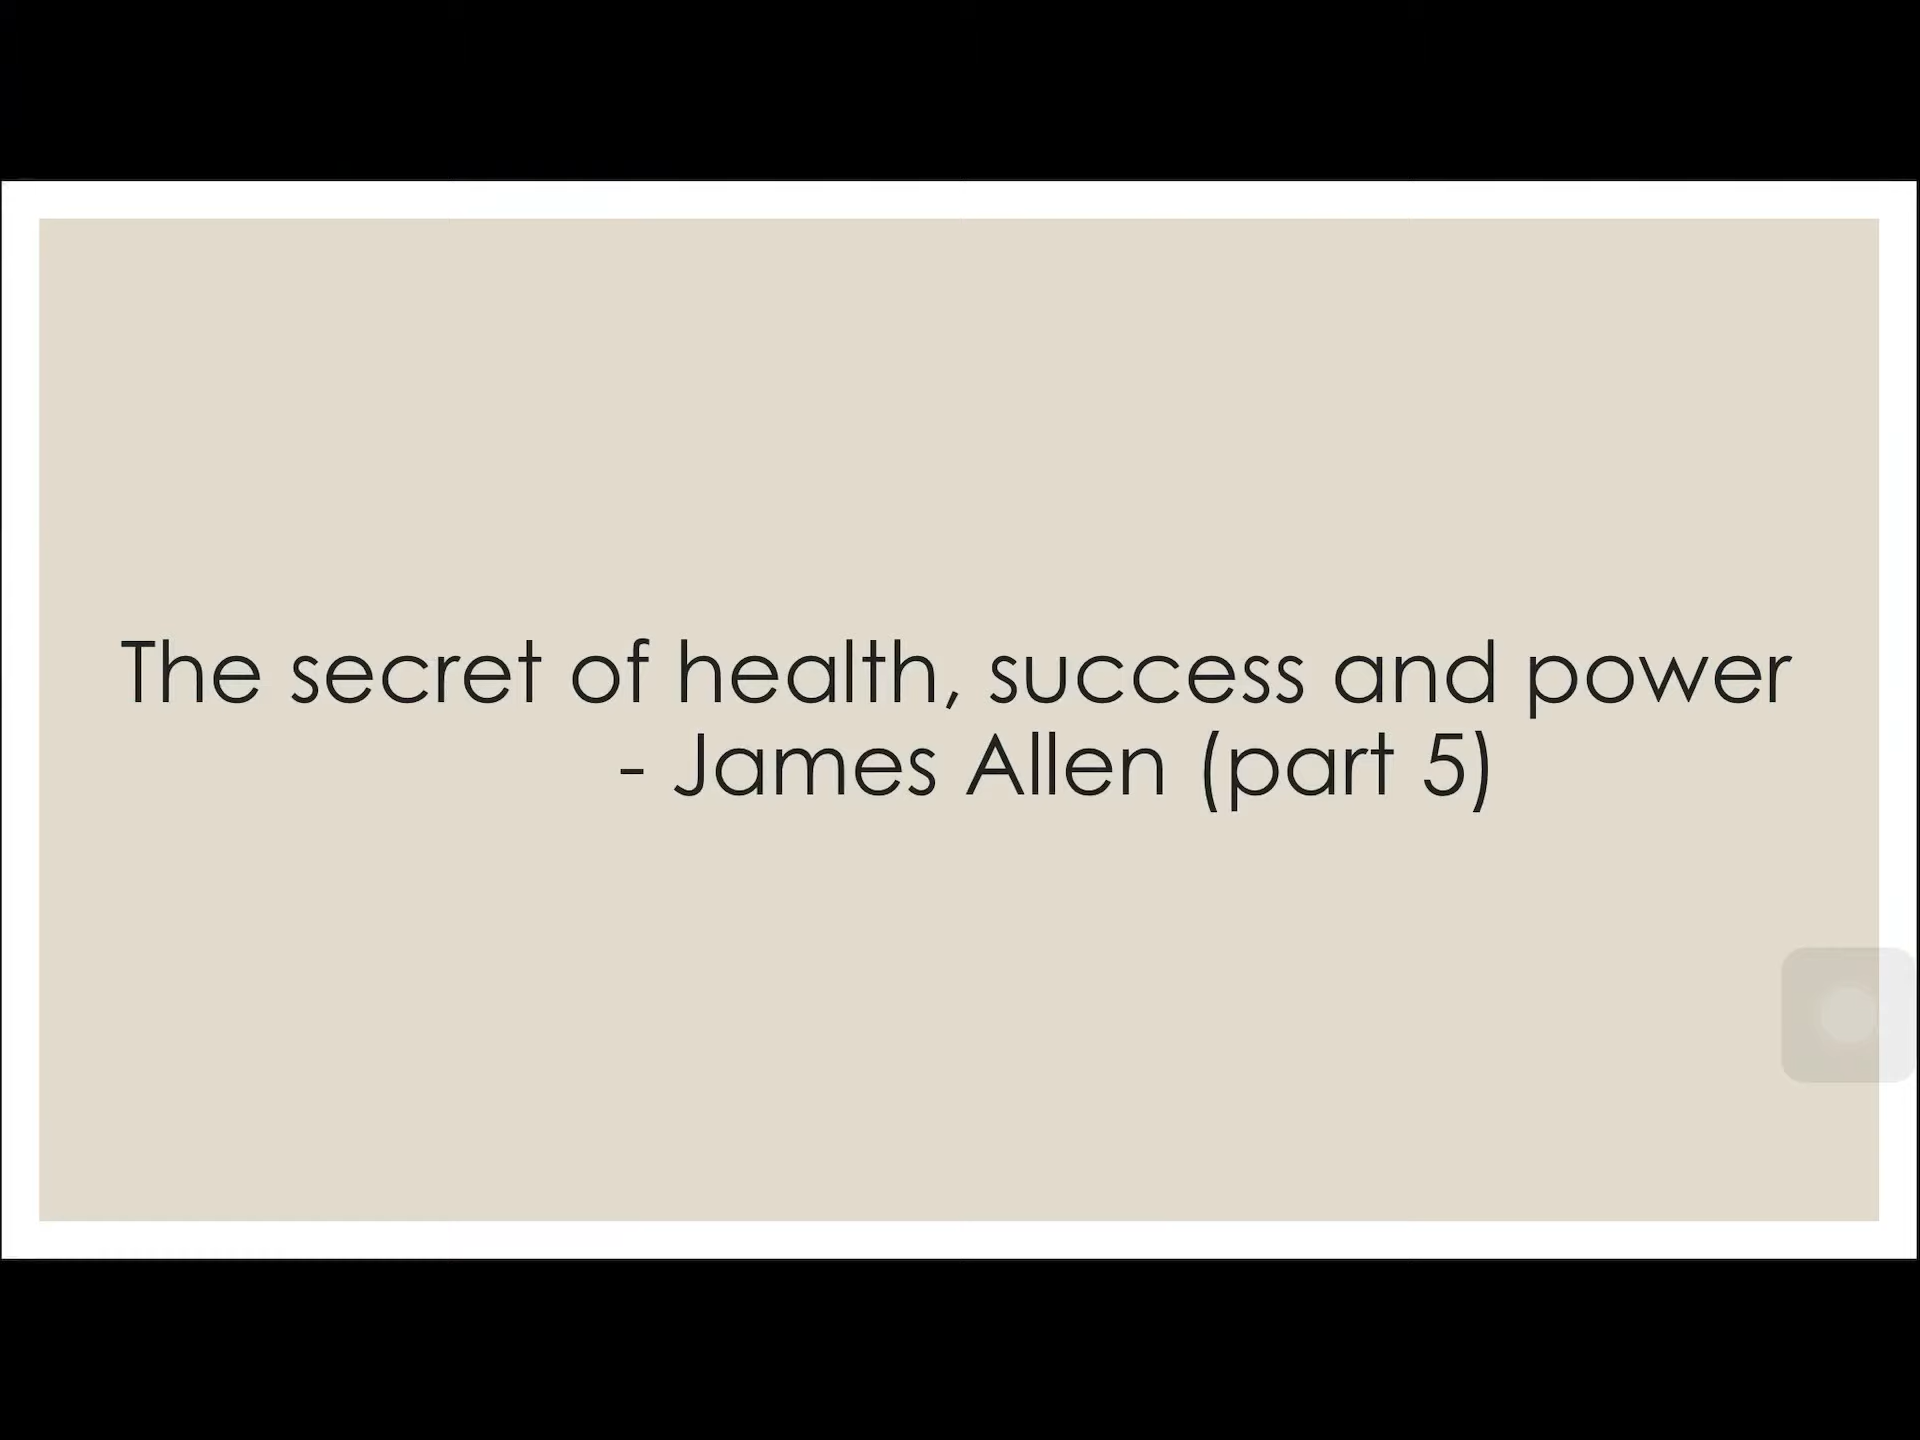 The secret of health, success and power
- James Allen (part 5)